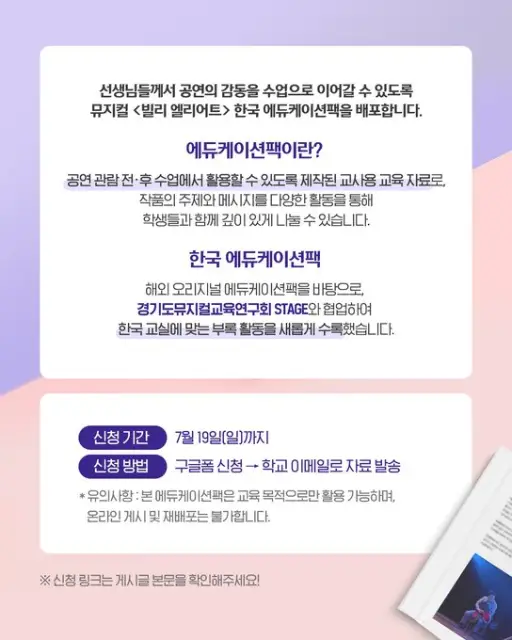 선생님들께서 공연의 감동을 수업으로 이어갈 수 있도록
뮤지컬 <빌리 엘리어트> 한국 에듀케이션팩을 배포합니다.
에듀케이션팩이란?
공연 관람 전·후 수업에서 활용할 수 있도록 제작된 교사용 교육 자료로,
작품의 주제와 메시지를 다양한 활동을 통해
학생들과 함께 깊이 있게 나눌 수 있습니다.
한국 에듀케이션팩
해외 오리지널 에듀케이션팩을 바탕으로,
경기도뮤지컬교육연구회 STAGE와 협업하여
한국 교실에 맞는 부록 활동을 새롭게 수록했습니다.
신청 기간 7월 19일(일)까지
신청 방법 구글폼 신청 → 학교 이메일로 자료 발송
* 유의사항 : 본 에듀케이션팩은 교육 목적으로만 활용 가능하며,
온라인 게시 및 재배포는 불가합니다.
※ 신청 링크는 게시글 본문을 확인해주세요!